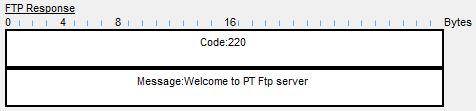 FTP Response
0 4 8 16 Bytes
Code:220
Message:Welcome to PT Ftp server